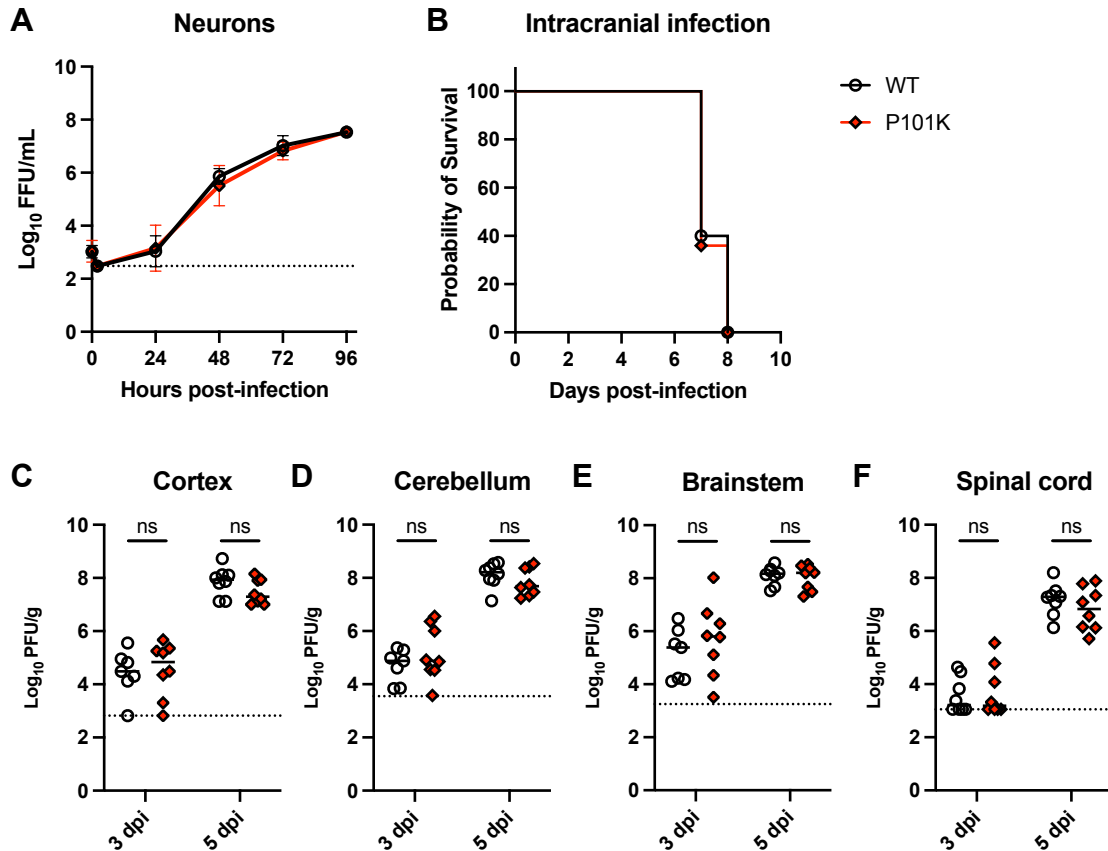 A Neurons
Log10 FFU/mL
10
8
6
4
2
0
0 24 48 72 96
Hours post-infection
B Intracranial infection
Probability of Survival
100
80
60
40
20
0
0 2 4 6 8 10
Days post-infection
WT
P101K
C Cortex
ns ns
Log10 PFU/g
10
8
6
4
2
0
3 dpi 5 dpi
D Cerebellum
ns ns
Log10 PFU/g
10
8
6
4
2
0
3 dpi 5 dpi
E Brainstem
ns ns
Log10 PFU/g
10
8
6
4
2
0
3 dpi 5 dpi
F Spinal cord
ns ns
Log10 PFU/g
10
8
6
4
2
0
3 dpi 5 dpi